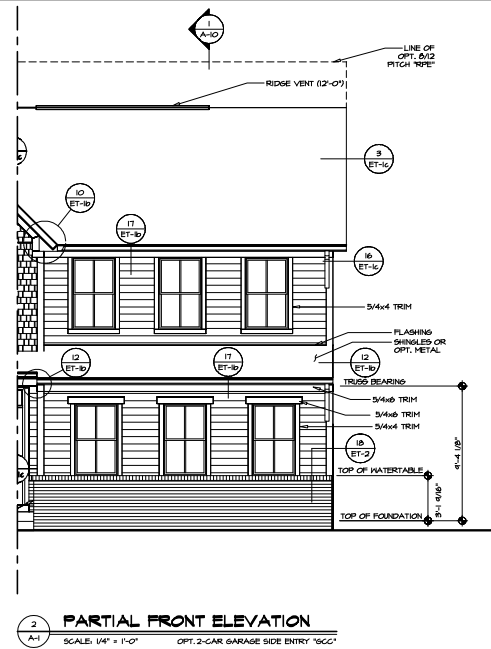 1
A-10
LINE OF
OPT. 8/12
PITCH "RPE"
RIDGE VENT (12'-0")
3
ET-1c
10
ET-1b
17
ET-1b
16
ET-1c
5/4x4 TRIM
FLASHING
SHINGLES OR
OPT. METAL
12
ET-1b
17
ET-1b
12
ET-1b
TRUSS BEARING
5/4x8 TRIM
5/4x6 TRIM
5/4x4 TRIM
18
ET-2
9'-4 1/8"
TOP OF WATERTABLE
3'-1 9/16"
TOP OF FOUNDATION
2
A-1
PARTIAL FRONT ELEVATION
SCALE: 1/4" = 1'-0"
OPT. 2-CAR GARAGE SIDE ENTRY "GCC"